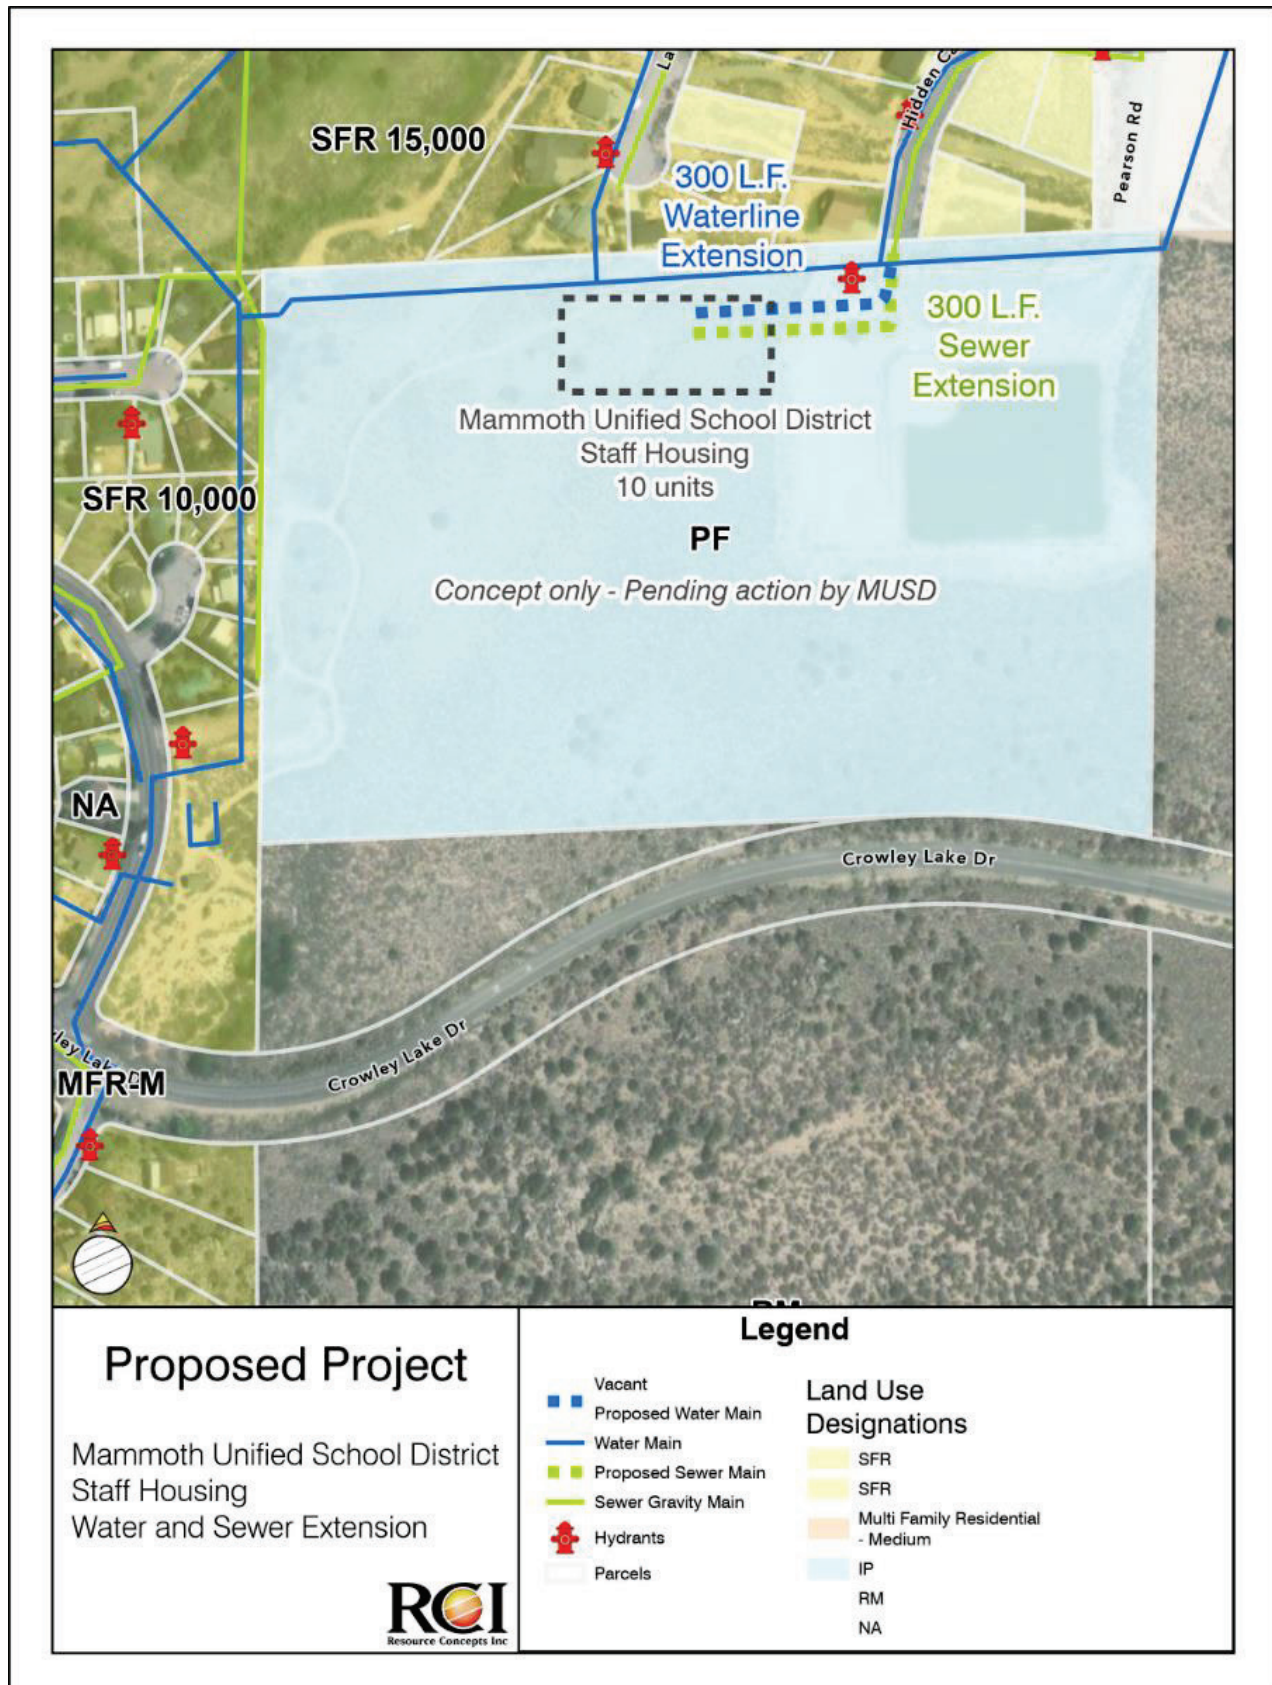 La
Hidden Ca
Pearson Rd
SFR 15,000
300 L.F.
Waterline
Extension
300 L.F.
Sewer
Extension
Mammoth Unified School District
Staff Housing
10 units
SFR 10,000
PF
Concept only - Pending action by MUSD
NA
Crowley Lake Dr
Crowley Lake Dr
ley Lake D
MFR-M
Proposed Project
Mammoth Unified School District
Staff Housing
Water and Sewer Extension
RCI
Resource Concepts Inc
Legend
Vacant
Proposed Water Main
Water Main
Proposed Sewer Main
Sewer Gravity Main
Hydrants
Parcels
Land Use
Designations
SFR
SFR
Multi Family Residential
- Medium
IP
RM
NA